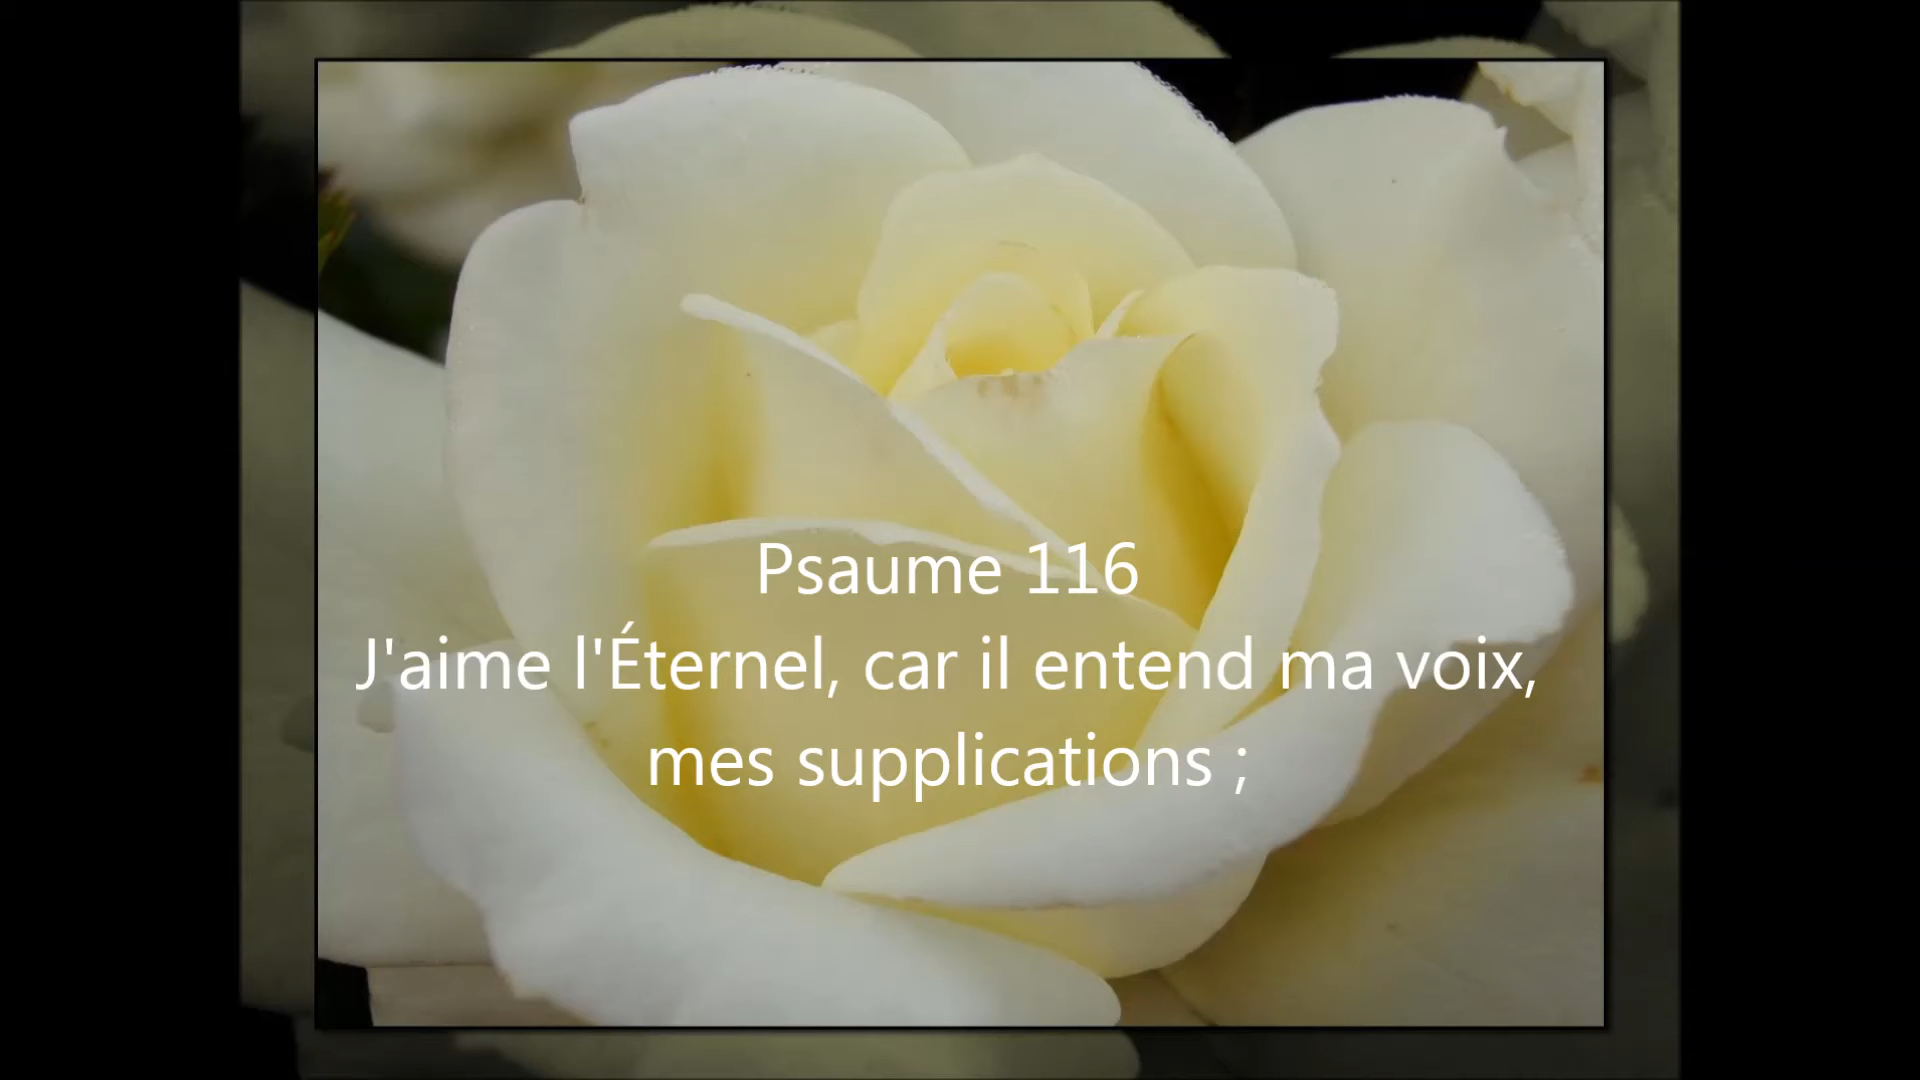 Psaume 116
J'aime l'Éternel, car il entend ma voix,
mes supplications ;